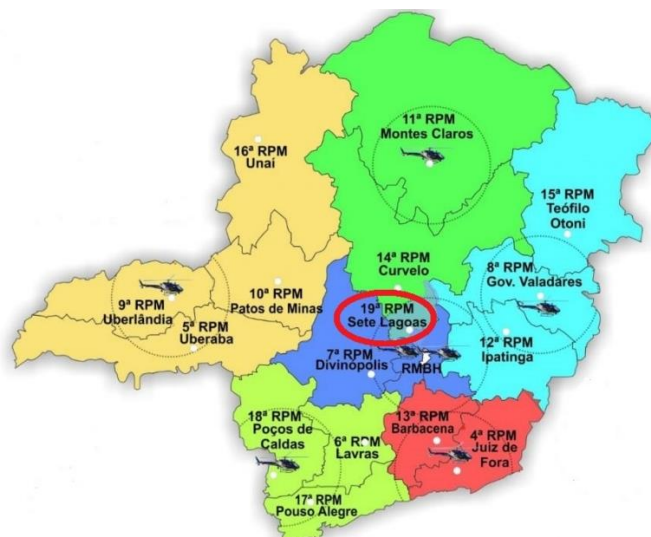 11ª RPM
Montes Claros
16ª RPM
Unaí
15ª RPM
Teófilo
Otoni
14ª RPM
Curvelo
8ª RPM
Gov. Valadares
9ª RPM
Uberlândia
10ª RPM
Patos de Minas
5ª RPM
Uberaba
19ª RPM
Sete Lagoas
12ª RPM
Ipatinga
7ª RPM
Divinópolis
RMBH
18ª RPM
Poços de
Caldas
6ª RPM
Lavras
13ª RPM
Barbacena
4ª RPM
Juiz de
Fora
17ª RPM
Pouso Alegre